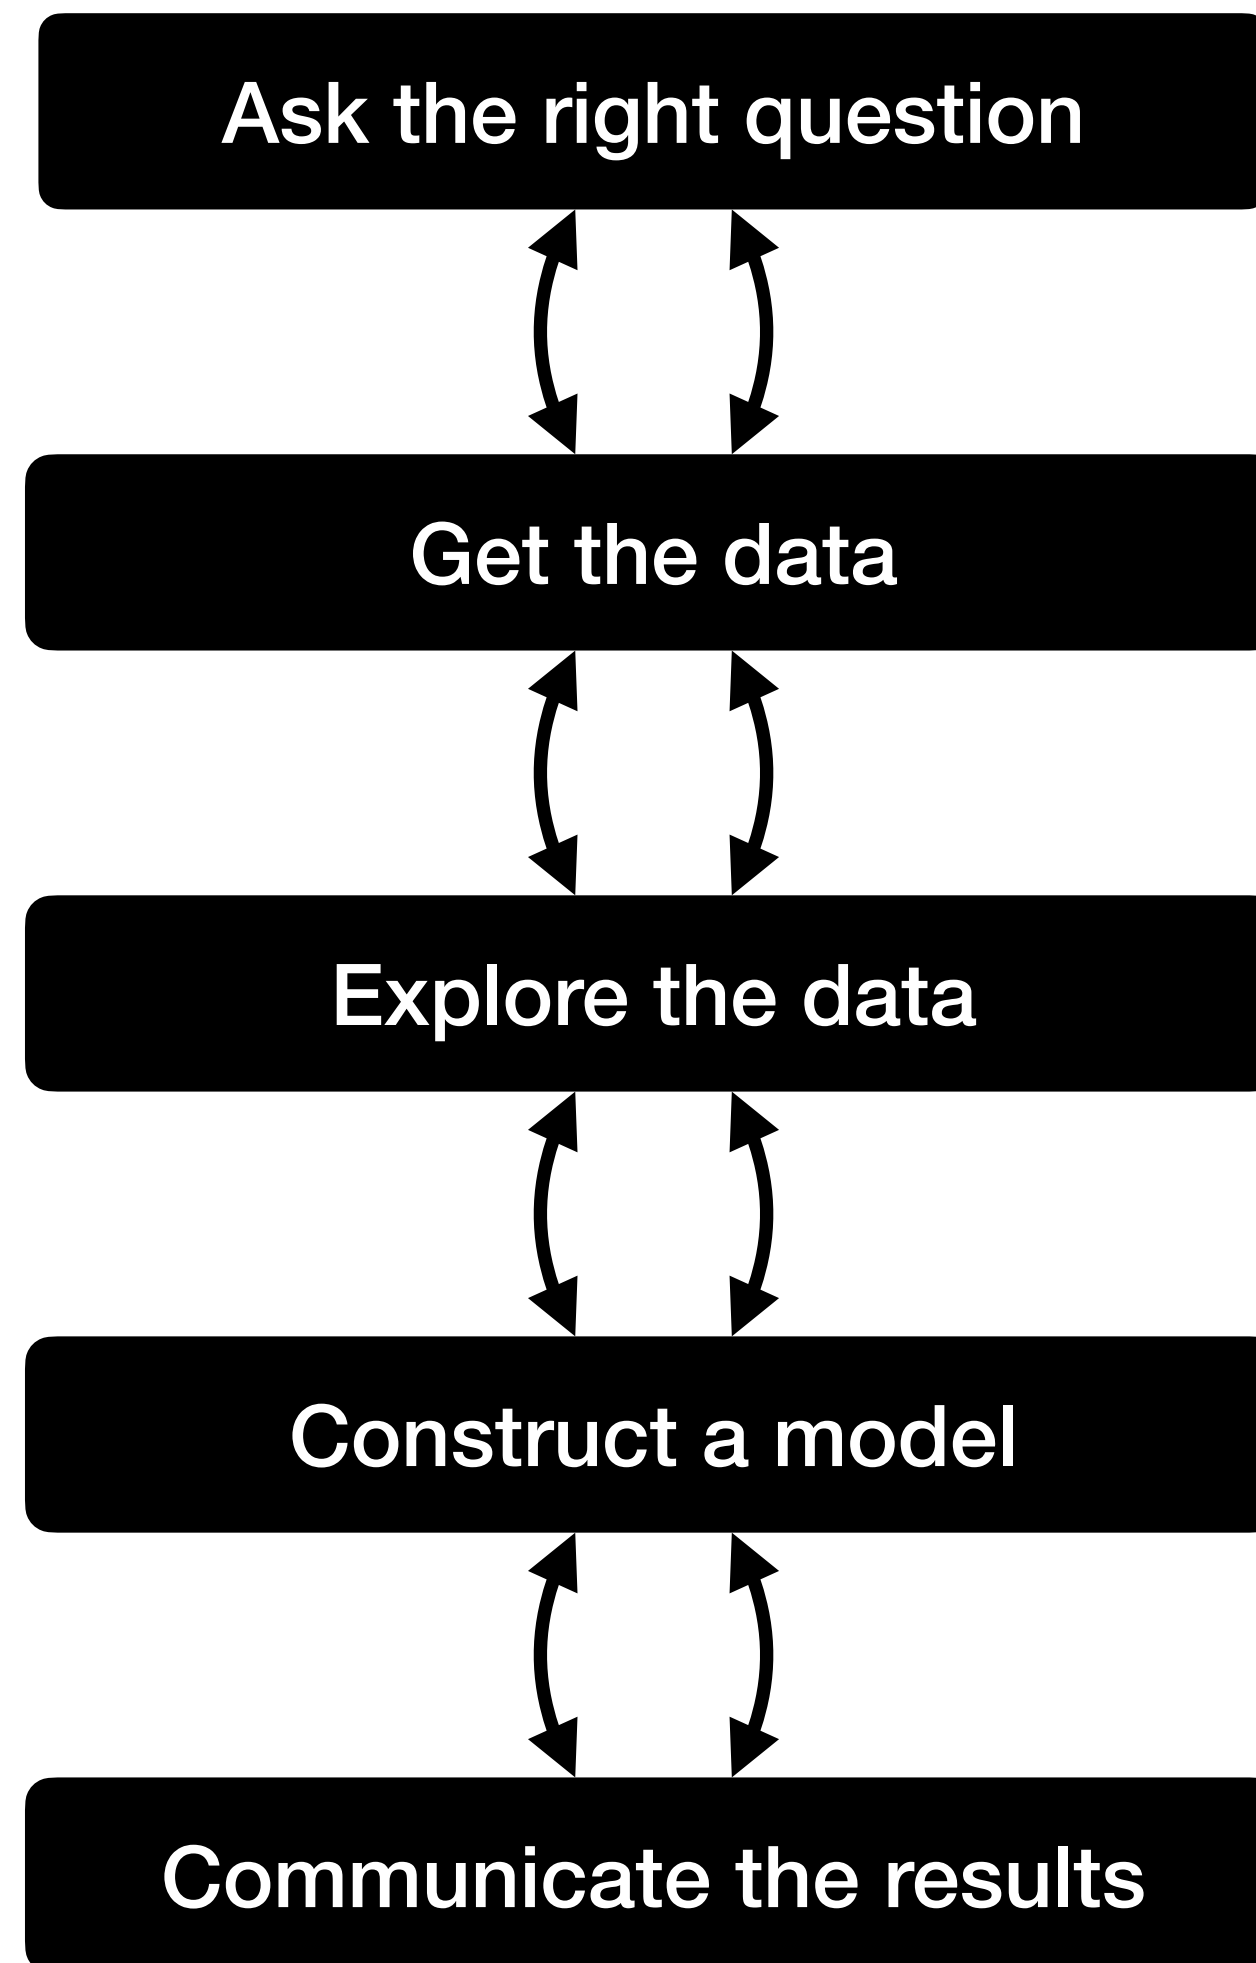 Ask the right question
Get the data
Explore the data
Construct a model
Communicate the results